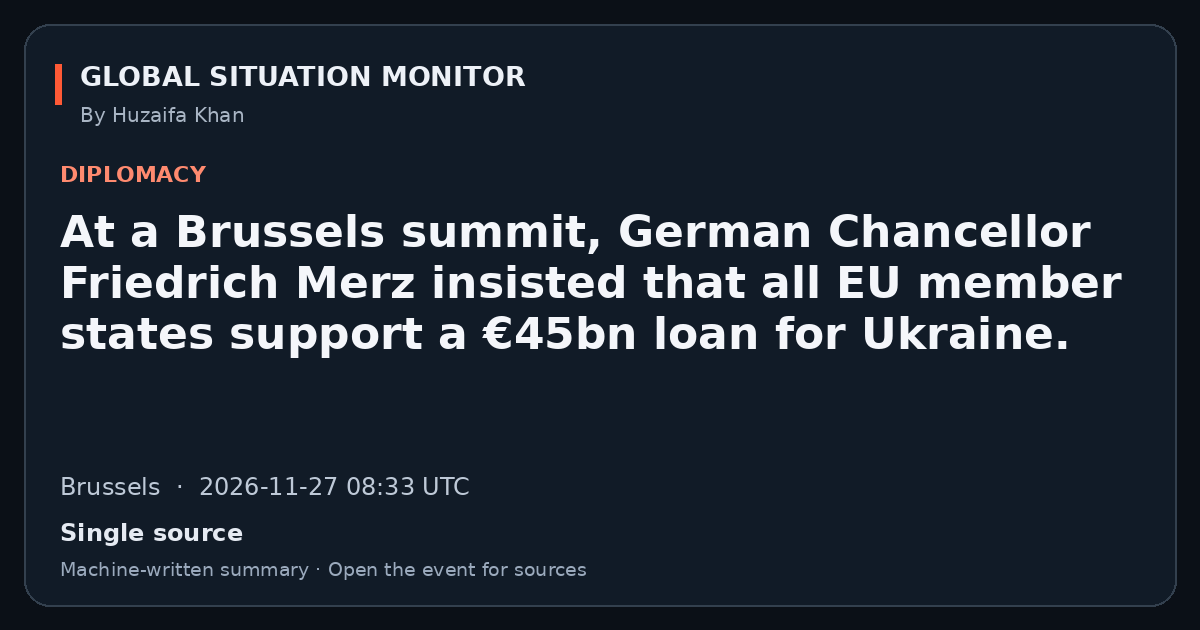 GLOBAL SITUATION MONITOR
By Huzaifa Khan
DIPLOMACY
At a Brussels summit, German Chancellor
Friedrich Merz insisted that all EU member
states support a €45bn loan for Ukraine.
Brussels · 2026-11-27 08:33 UTC
Single source
Machine-written summary · Open the event for sources